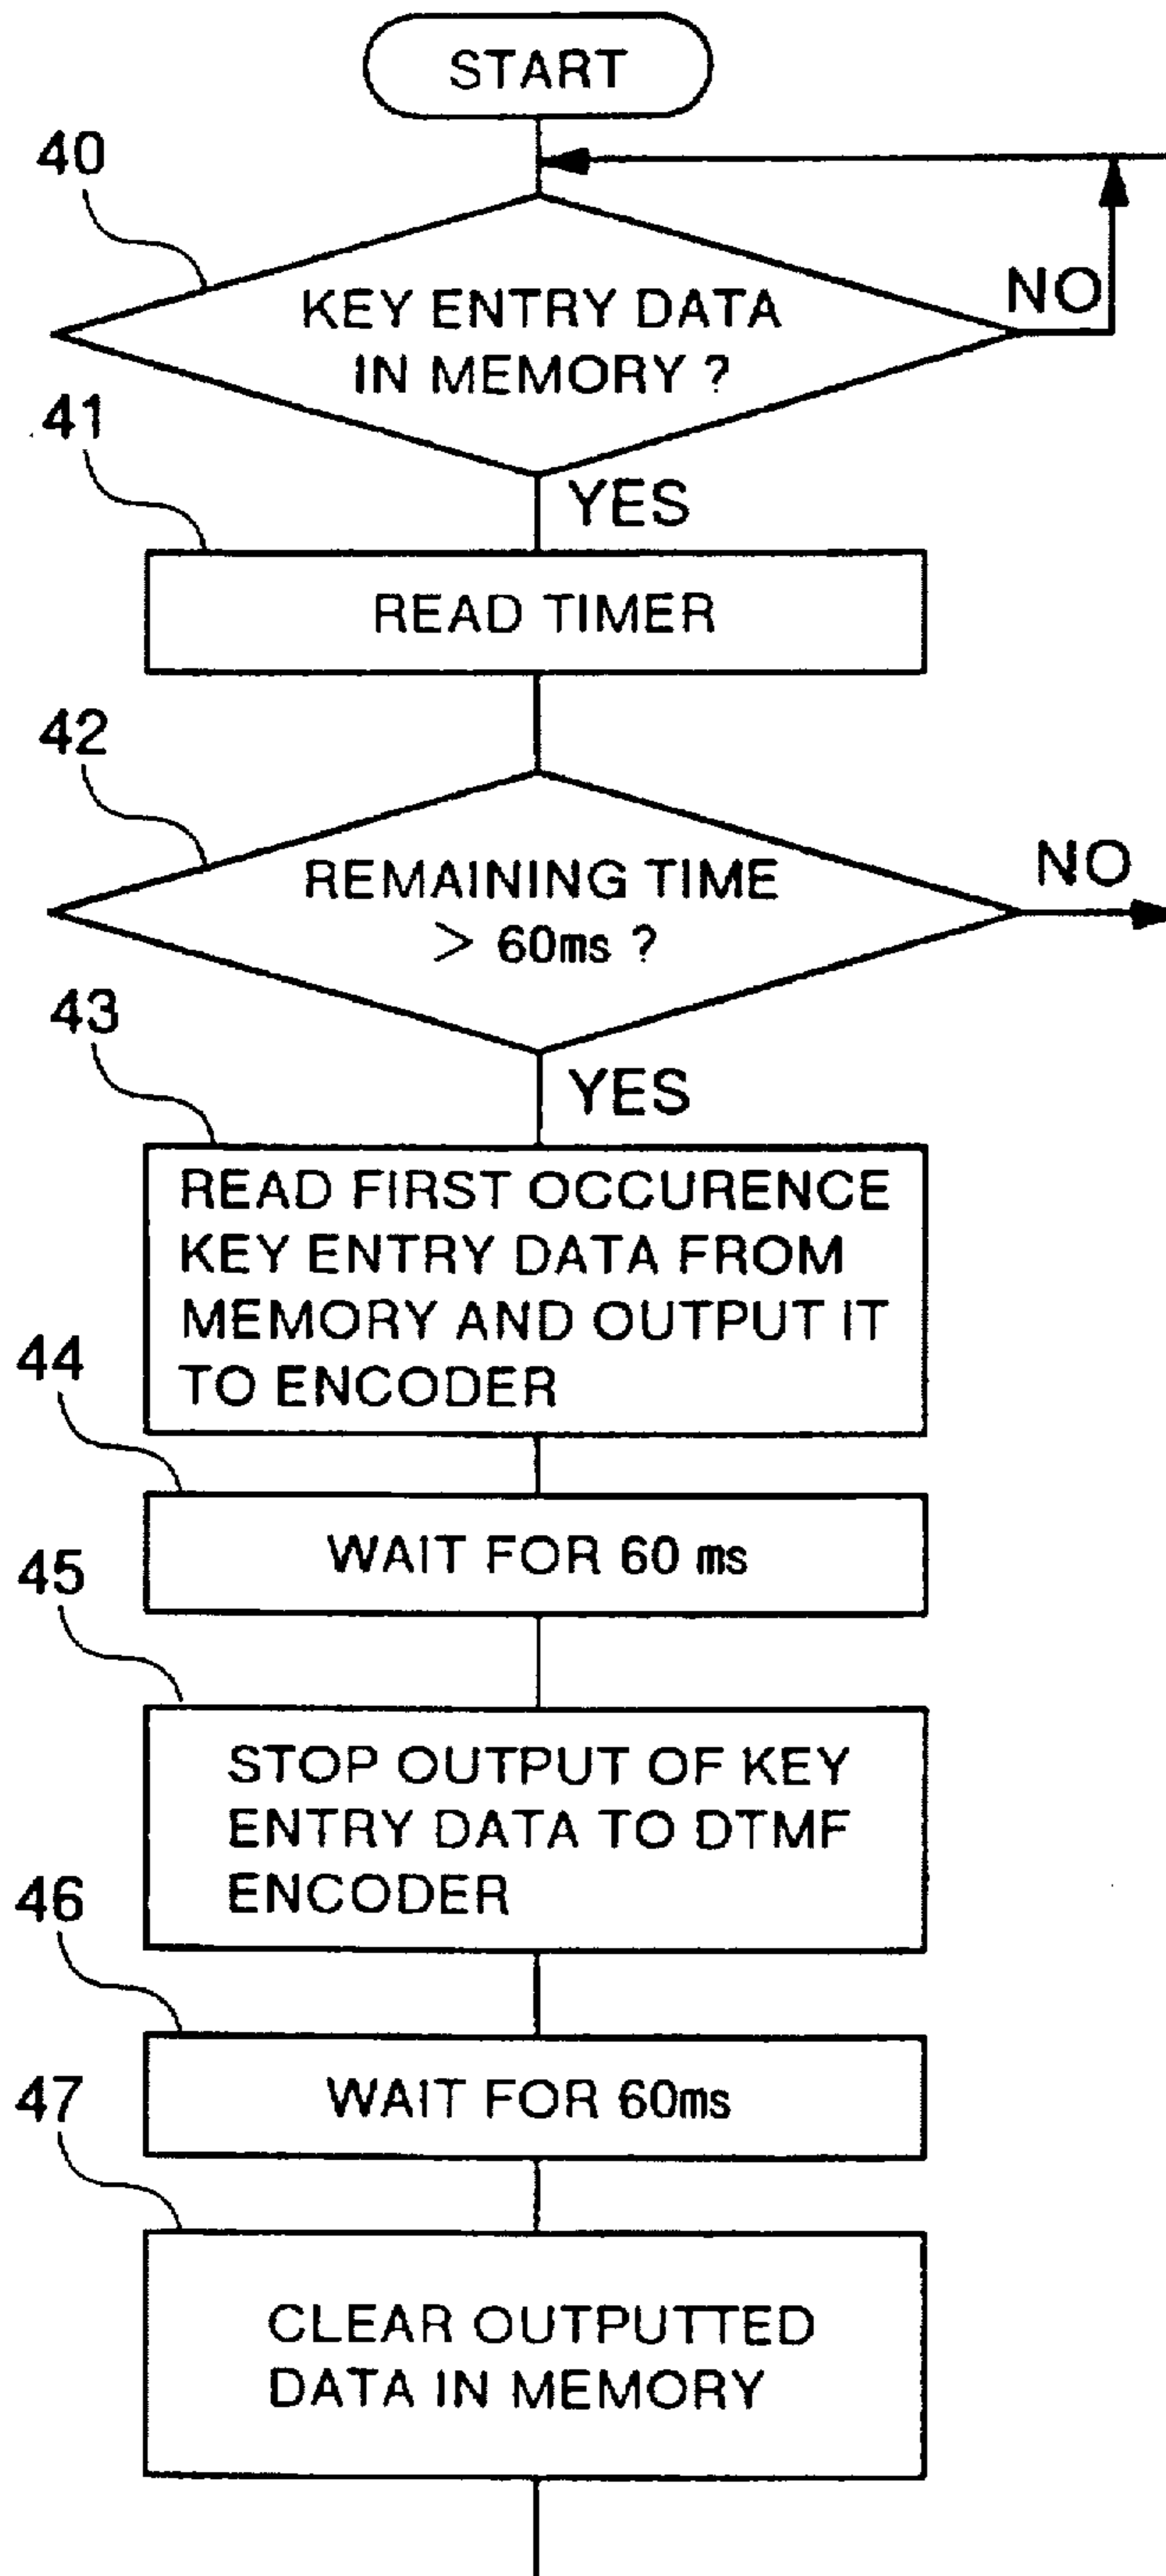 START
40
KEY ENTRY DATA
IN MEMORY ?
NO
41
YES
READ TIMER
42
REMAINING TIME
> 60ms ?
NO
43
YES
READ FIRST OCCURENCE
KEY ENTRY DATA FROM
MEMORY AND OUTPUT IT
TO ENCODER
44
WAIT FOR 60 ms
45
STOP OUTPUT OF KEY
ENTRY DATA TO DTMF
ENCODER
46
WAIT FOR 60ms
47
CLEAR OUTPUTTED
DATA IN MEMORY